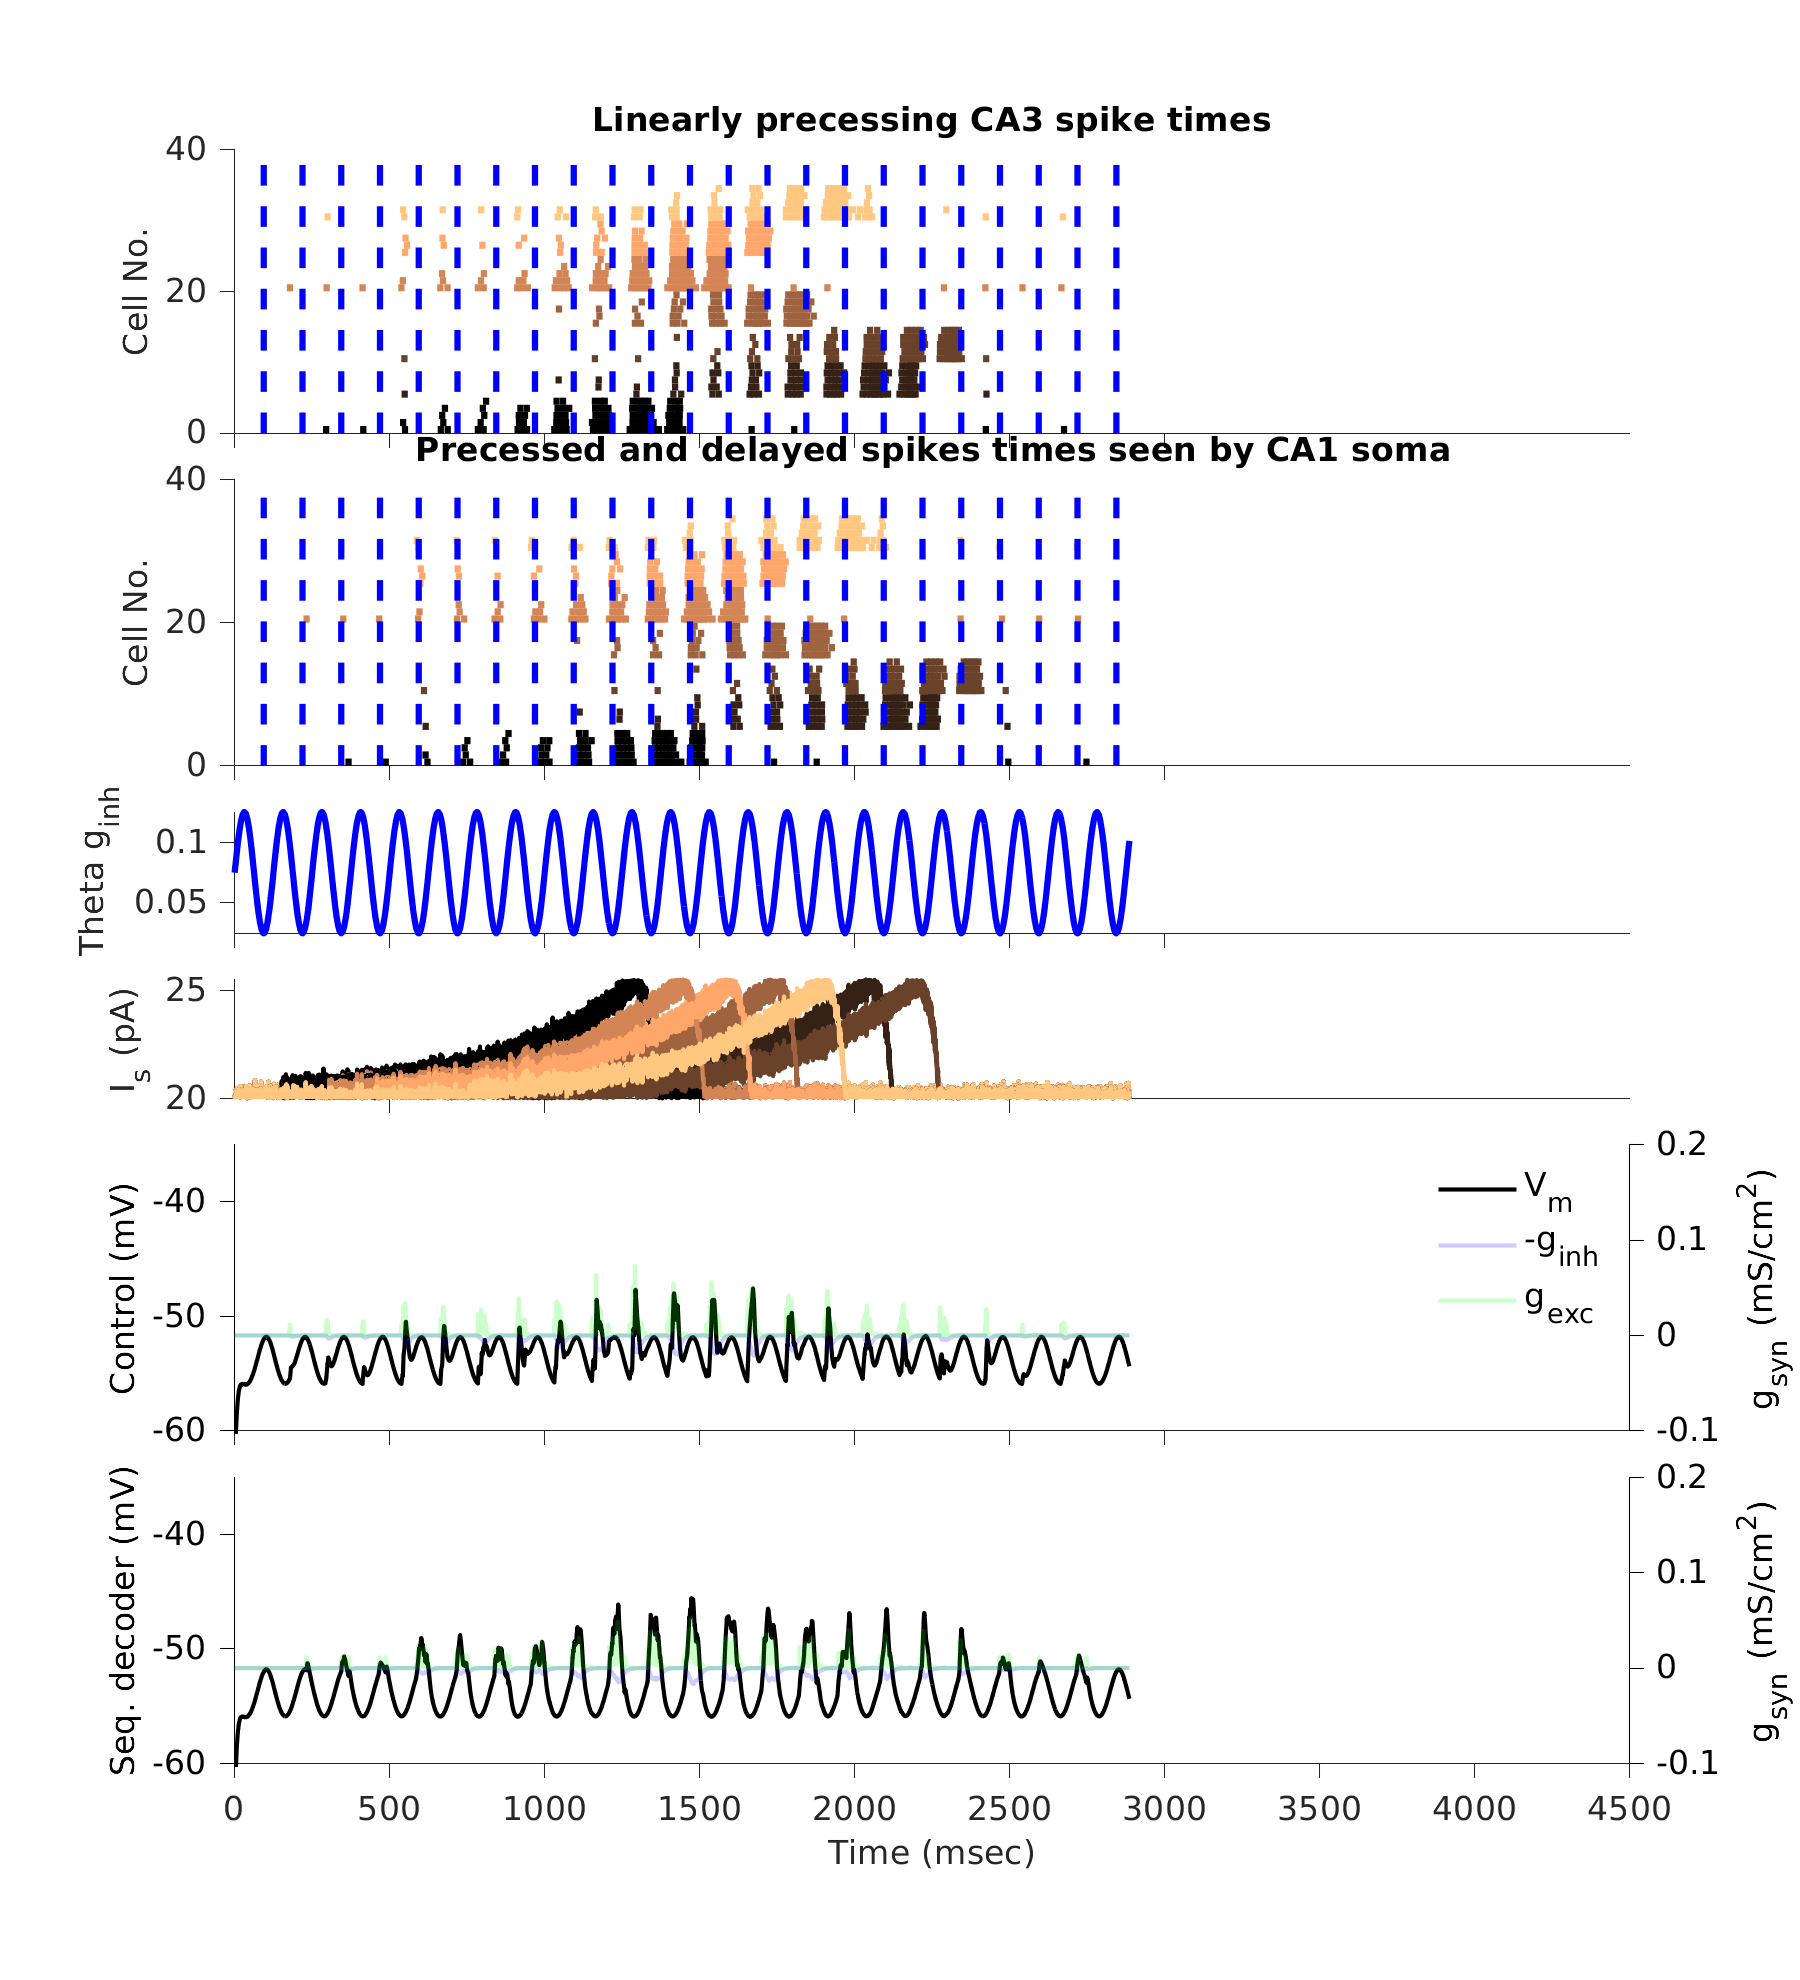 Linearly precessing CA3 spike times
40
20
0
Cell No.
Precessed and delayed spikes times seen by CA1 soma
40
20
0
Cell No.
0.1
0.05
Theta g_inh
25
20
I_s (pA)
-40
-50
-60
Control (mV)
V_m
-g_inh
g_exc
0.2
0.1
0
-0.1
g_syn (mS/cm^2)
-40
-50
-60
Seq. decoder (mV)
0.2
0.1
0
-0.1
g_syn (mS/cm^2)
0 500 1000 1500 2000 2500 3000 3500 4000 4500
Time (msec)